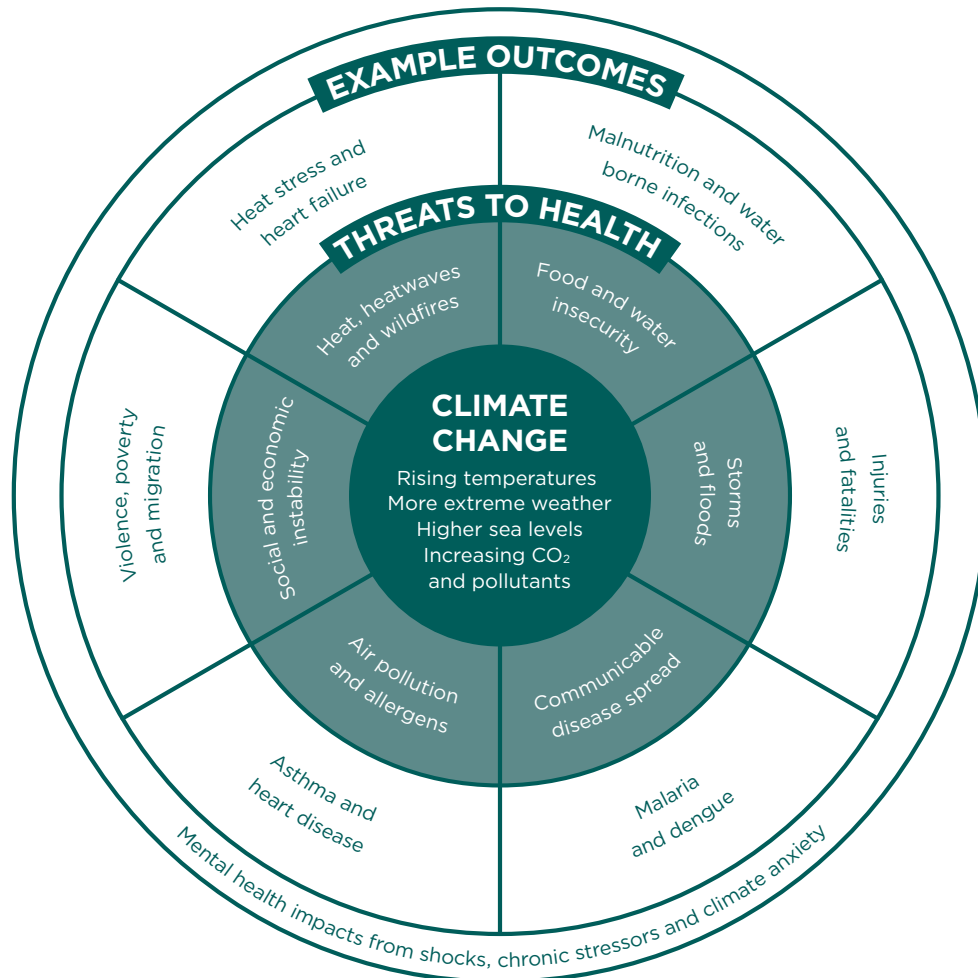 EXAMPLE OUTCOMES
Heat stress and
heart failure
Malnutrition and water
borne infections
THREATS TO HEALTH
Heat, heatwaves
and wildfires
Food and water
insecurity
CLIMATE
CHANGE
Rising temperatures
More extreme weather
Higher sea levels
Increasing CO₂
and pollutants
Violence, poverty
and migration
Social and economic
instability
Storms
and floods
Injuries
and fatalities
Air pollution
and allergens
Communicable
disease spread
Asthma and
heart disease
Malaria
and dengue
Mental health impacts from shocks, chronic stressors and climate anxiety